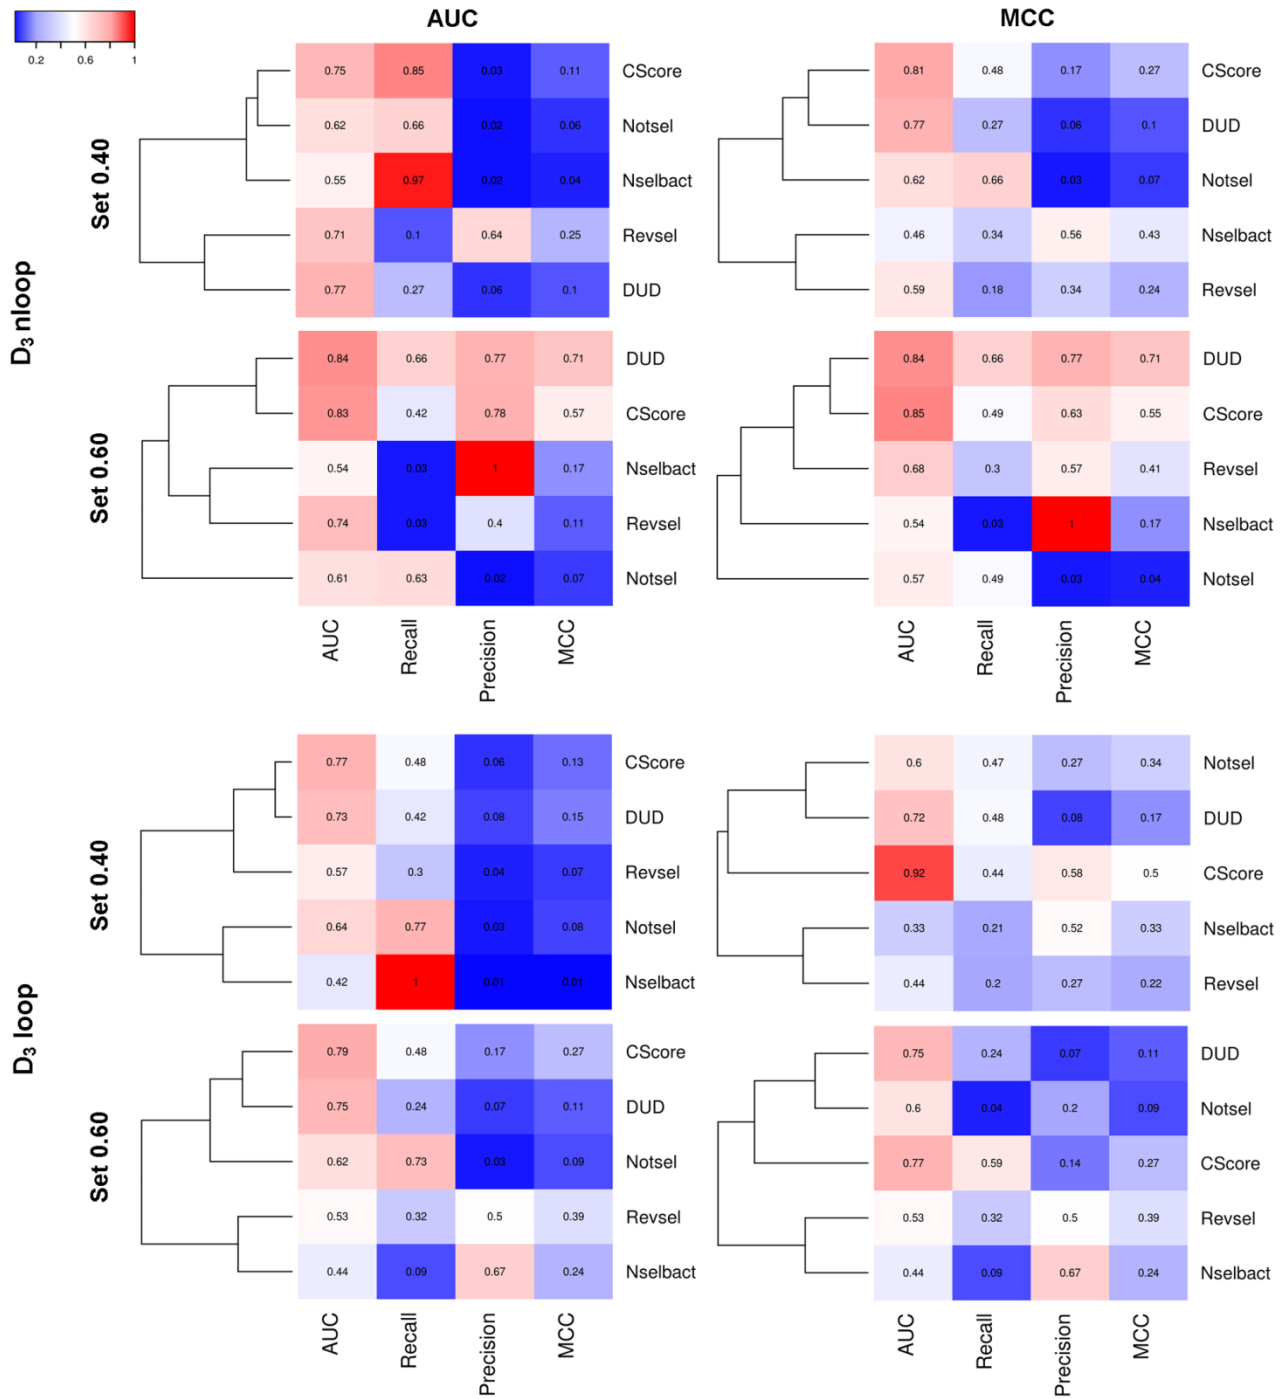 AUC MCC
0.2 0.6 1
D₃ nloop
Set 0.40
0.75 0.85 0.03 0.11 CScore
0.62 0.66 0.02 0.06 Notsel
0.55 0.97 0.02 0.04 Nselbact
0.71 0.1 0.64 0.25 Revsel
0.77 0.27 0.06 0.1 DUD
0.81 0.48 0.17 0.27 CScore
0.77 0.27 0.06 0.1 DUD
0.62 0.66 0.03 0.07 Notsel
0.46 0.34 0.56 0.43 Nselbact
0.59 0.18 0.34 0.24 Revsel
Set 0.60
0.84 0.66 0.77 0.71 DUD
0.83 0.42 0.78 0.57 CScore
0.54 0.03 1 0.17 Nselbact
0.74 0.03 0.4 0.11 Revsel
0.61 0.63 0.02 0.07 Notsel
AUC Recall Precision MCC
0.84 0.66 0.77 0.71 DUD
0.85 0.49 0.63 0.55 CScore
0.68 0.3 0.57 0.41 Revsel
0.54 0.03 1 0.17 Nselbact
0.57 0.49 0.03 0.04 Notsel
AUC Recall Precision MCC
D₃ loop
Set 0.40
0.77 0.48 0.06 0.13 CScore
0.73 0.42 0.08 0.15 DUD
0.57 0.3 0.04 0.07 Revsel
0.64 0.77 0.03 0.08 Notsel
0.42 1 0.01 0.01 Nselbact
0.6 0.47 0.27 0.34 Notsel
0.72 0.48 0.08 0.17 DUD
0.92 0.44 0.58 0.5 CScore
0.33 0.21 0.52 0.33 Nselbact
0.44 0.2 0.27 0.22 Revsel
Set 0.60
0.79 0.48 0.17 0.27 CScore
0.75 0.24 0.07 0.11 DUD
0.62 0.73 0.03 0.09 Notsel
0.53 0.32 0.5 0.39 Revsel
0.44 0.09 0.67 0.24 Nselbact
AUC Recall Precision MCC
0.75 0.24 0.07 0.11 DUD
0.6 0.04 0.2 0.09 Notsel
0.77 0.59 0.14 0.27 CScore
0.53 0.32 0.5 0.39 Revsel
0.44 0.09 0.67 0.24 Nselbact
AUC Recall Precision MCC